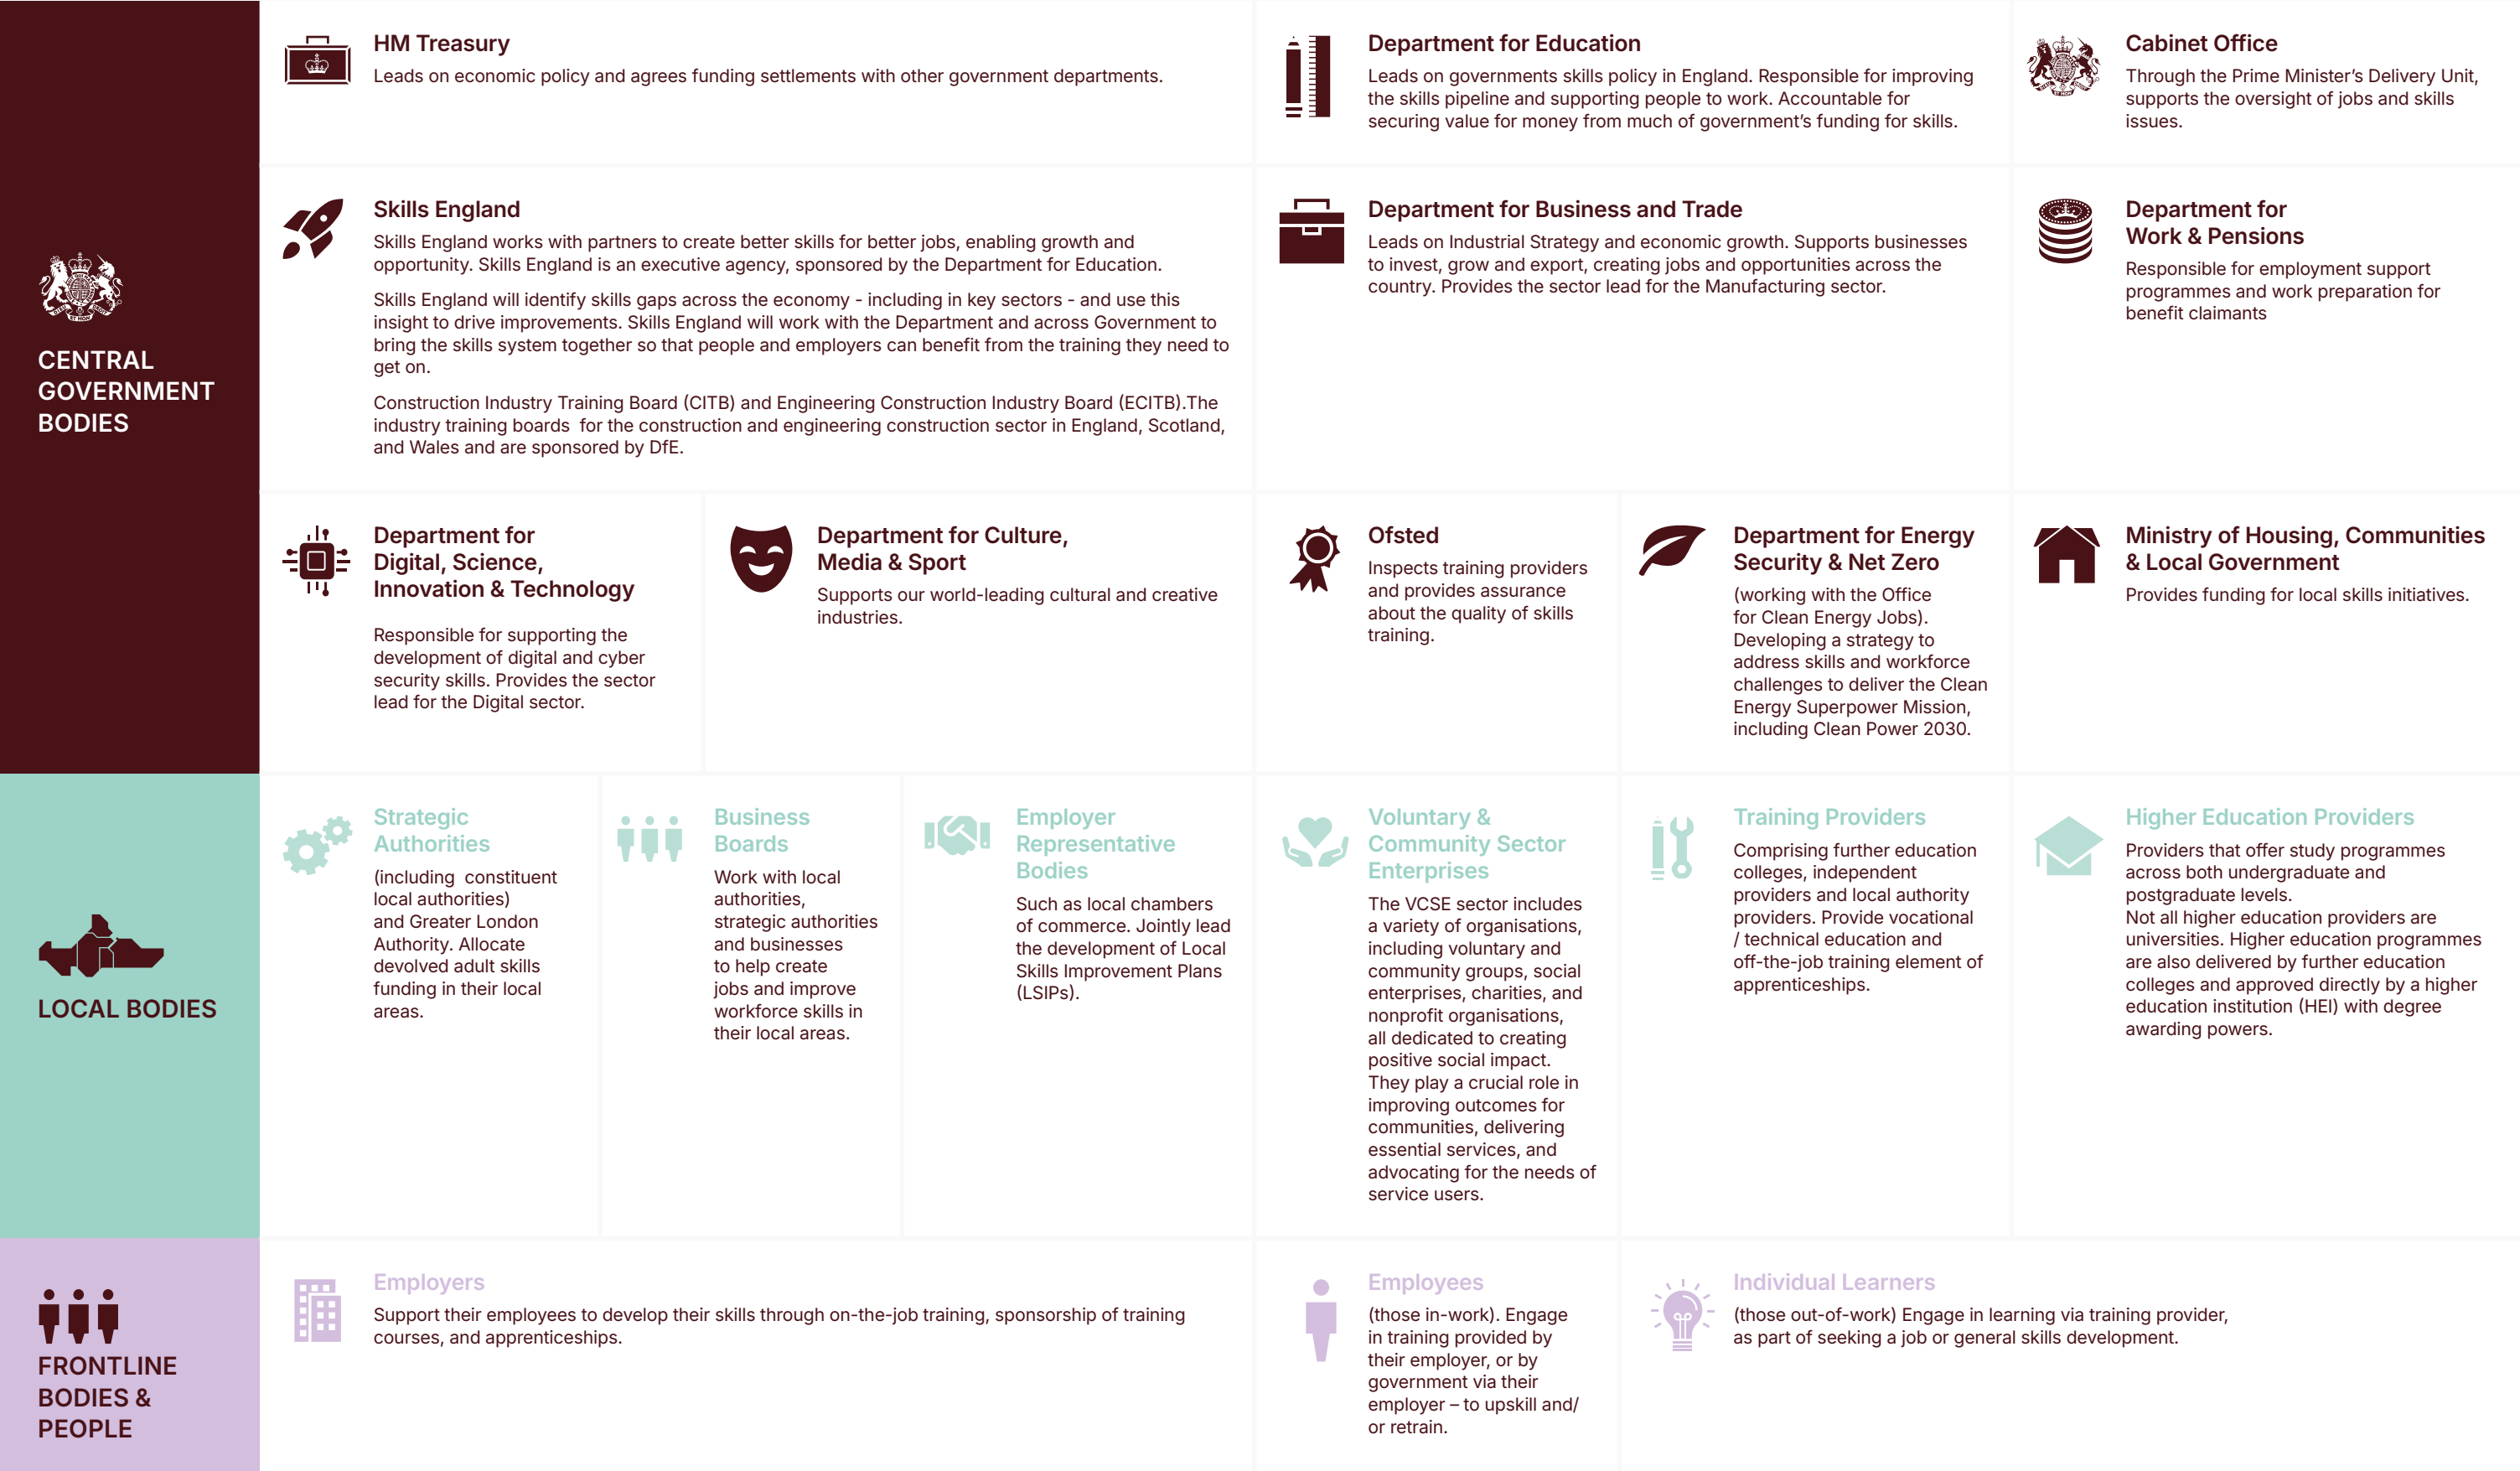 CENTRAL
GOVERNMENT
BODIES
HM Treasury
Leads on economic policy and agrees funding settlements with other government departments.
Department for Education
Leads on governments skills policy in England. Responsible for improving
the skills pipeline and supporting people to work. Accountable for
securing value for money from much of government’s funding for skills.
Cabinet Office
Through the Prime Minister’s Delivery Unit,
supports the oversight of jobs and skills
issues.
Skills England
Skills England works with partners to create better skills for better jobs, enabling growth and
opportunity. Skills England is an executive agency, sponsored by the Department for Education.
Skills England will identify skills gaps across the economy - including in key sectors - and use this
insight to drive improvements. Skills England will work with the Department and across Government to
bring the skills system together so that people and employers can benefit from the training they need to
get on.
Construction Industry Training Board (CITB) and Engineering Construction Industry Board (ECITB).The
industry training boards  for the construction and engineering construction sector in England, Scotland,
and Wales and are sponsored by DfE.
Department for Business and Trade
Leads on Industrial Strategy and economic growth. Supports businesses
to invest, grow and export, creating jobs and opportunities across the
country. Provides the sector lead for the Manufacturing sector.
Department for
Work & Pensions
Responsible for employment support
programmes and work preparation for
benefit claimants
Department for
Digital, Science,
Innovation & Technology
Responsible for supporting the
development of digital and cyber
security skills. Provides the sector
lead for the Digital sector.
Department for Culture,
Media & Sport
Supports our world-leading cultural and creative
industries.
Ofsted
Inspects training providers
and provides assurance
about the quality of skills
training.
Department for Energy
Security & Net Zero
(working with the Office
for Clean Energy Jobs).
Developing a strategy to
address skills and workforce
challenges to deliver the Clean
Energy Superpower Mission,
including Clean Power 2030.
Ministry of Housing, Communities
& Local Government
Provides funding for local skills initiatives.
LOCAL BODIES
Strategic
Authorities
(including  constituent
local authorities)
and Greater London
Authority. Allocate
devolved adult skills
funding in their local
areas.
Business
Boards
Work with local
authorities,
strategic authorities
and businesses
to help create
jobs and improve
workforce skills in
their local areas.
Employer
Representative
Bodies
Such as local chambers
of commerce. Jointly lead
the development of Local
Skills Improvement Plans
(LSIPs).
Voluntary &
Community Sector
Enterprises
The VCSE sector includes
a variety of organisations,
including voluntary and
community groups, social
enterprises, charities, and
nonprofit organisations,
all dedicated to creating
positive social impact.
They play a crucial role in
improving outcomes for
communities, delivering
essential services, and
advocating for the needs of
service users.
Training Providers
Comprising further education
colleges, independent
providers and local authority
providers. Provide vocational
/ technical education and
off-the-job training element of
apprenticeships.
Higher Education Providers
Providers that offer study programmes
across both undergraduate and
postgraduate levels.
Not all higher education providers are
universities. Higher education programmes
are also delivered by further education
colleges and approved directly by a higher
education institution (HEI) with degree
awarding powers.
FRONTLINE
BODIES &
PEOPLE
Employers
Support their employees to develop their skills through on-the-job training, sponsorship of training
courses, and apprenticeships.
Employees
(those in-work). Engage
in training provided by
their employer, or by
government via their
employer – to upskill and/
or retrain.
Individual Learners
(those out-of-work) Engage in learning via training provider,
as part of seeking a job or general skills development.